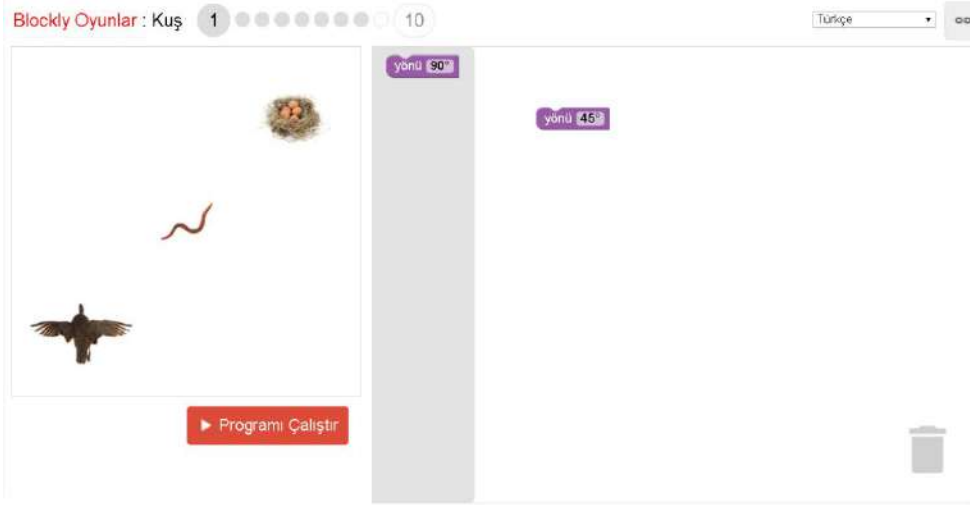 Blockly Oyunlar : Kuş 1 10 Türkçe
yönü 90°
yönü 45°
Programı Çalıştır